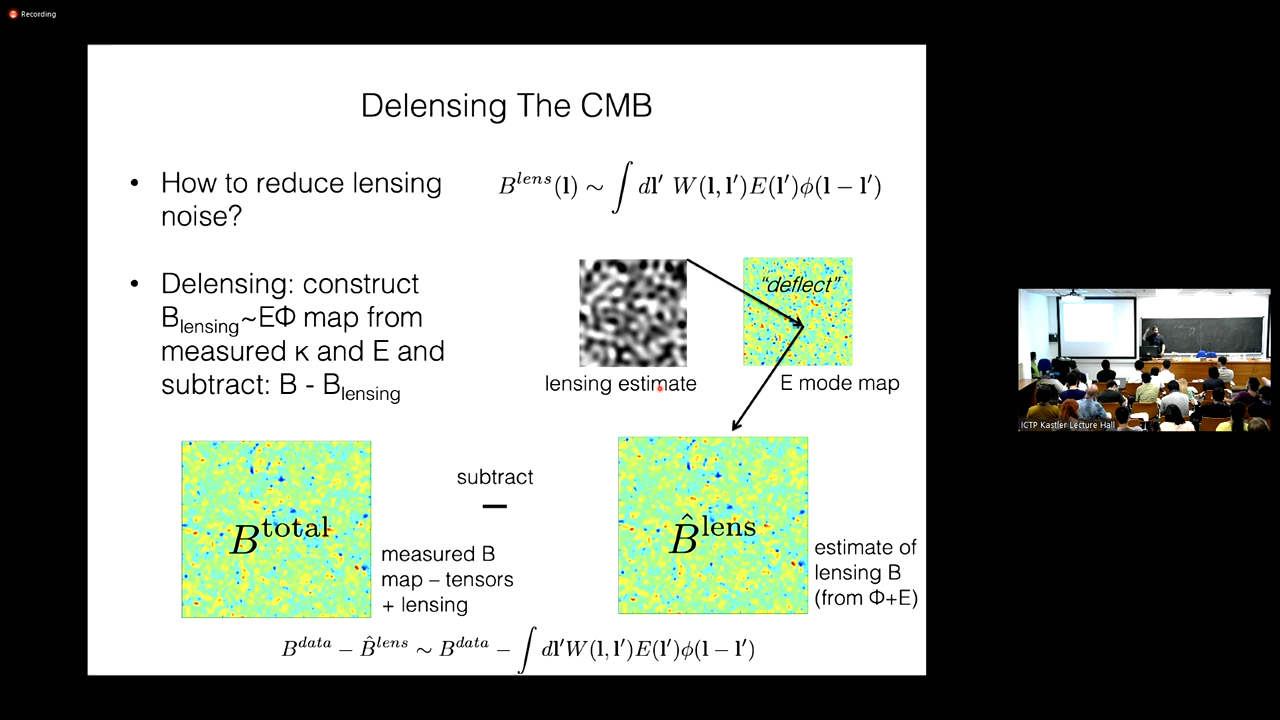 Recording
Delensing The CMB
• How to reduce lensing
noise?
B^{lens}(l) ~ ∫ dl′ W(l, l′)E(l′)ϕ(l − l′)
• Delensing: construct
B_{lensing}~EΦ map from
measured κ and E and
subtract: B - B_{lensing}
"deflect"
lensing estimate
E mode map
subtract
−
B^{total}
measured B
map – tensors
+ lensing
B̂^{lens}
estimate of
lensing B
(from Φ+E)
B^{data} − B̂^{lens} ~ B^{data} − ∫ dl′W(l, l′)E(l′)ϕ(l − l′)
ICTP Kastler Lecture Hall